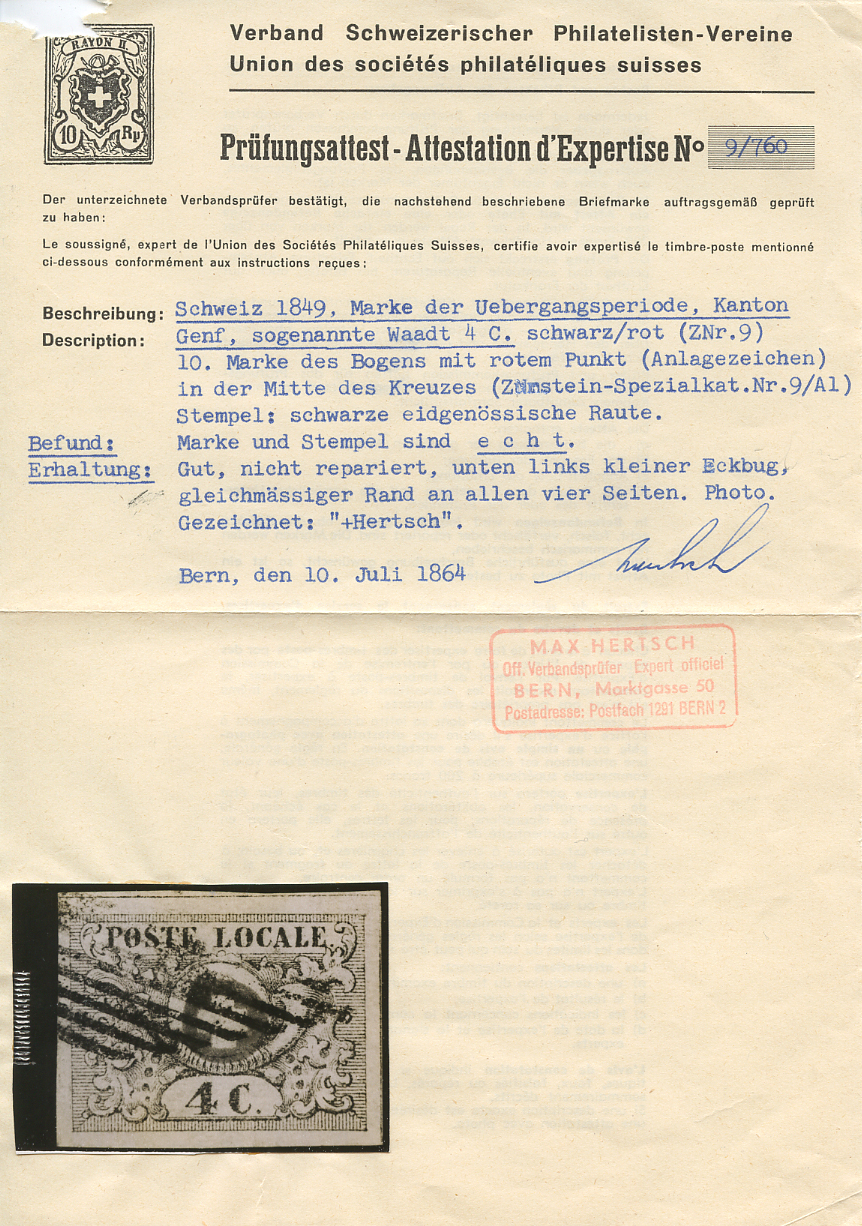 RAYON II.
10 Rp
Verband Schweizerischer Philatelisten-Vereine
Union des sociétés philatéliques suisses
Prüfungsattest - Attestation d'Expertise No 9/760
Der unterzeichnete Verbandsprüfer bestätigt, die nachstehend beschriebene Briefmarke auftragsgemäß geprüft
zu haben:
Le soussigné, expert de l'Union des Sociétés Philatéliques Suisses, certifie avoir expertisé le timbre-poste mentionné
ci-dessous conformément aux instructions reçues:
Beschreibung: Schweiz 1849, Marke der Uebergangsperiode, Kanton
Description: Genf, sogenannte Waadt 4 C. schwarz/rot (ZNr.9)
10. Marke des Bogens mit rotem Punkt (Anlagezeichen)
in der Mitte des Kreuzes (Zumstein-Spezialkat.Nr.9/A1)
Stempel: schwarze eidgenössische Raute.
Befund: Marke und Stempel sind e c h t.
Erhaltung: Gut, nicht repariert, unten links kleiner Eckbug,
gleichmässiger Rand an allen vier Seiten. Photo.
Gezeichnet: "+Hertsch".
Bern, den 10. Juli 1864
MAX HERTSCH
Off. Verbandsprüfer Expert officiel
BERN, Marktgasse 50
Postadresse: Postfach 1291 BERN 2
POSTE LOCALE
4 C.